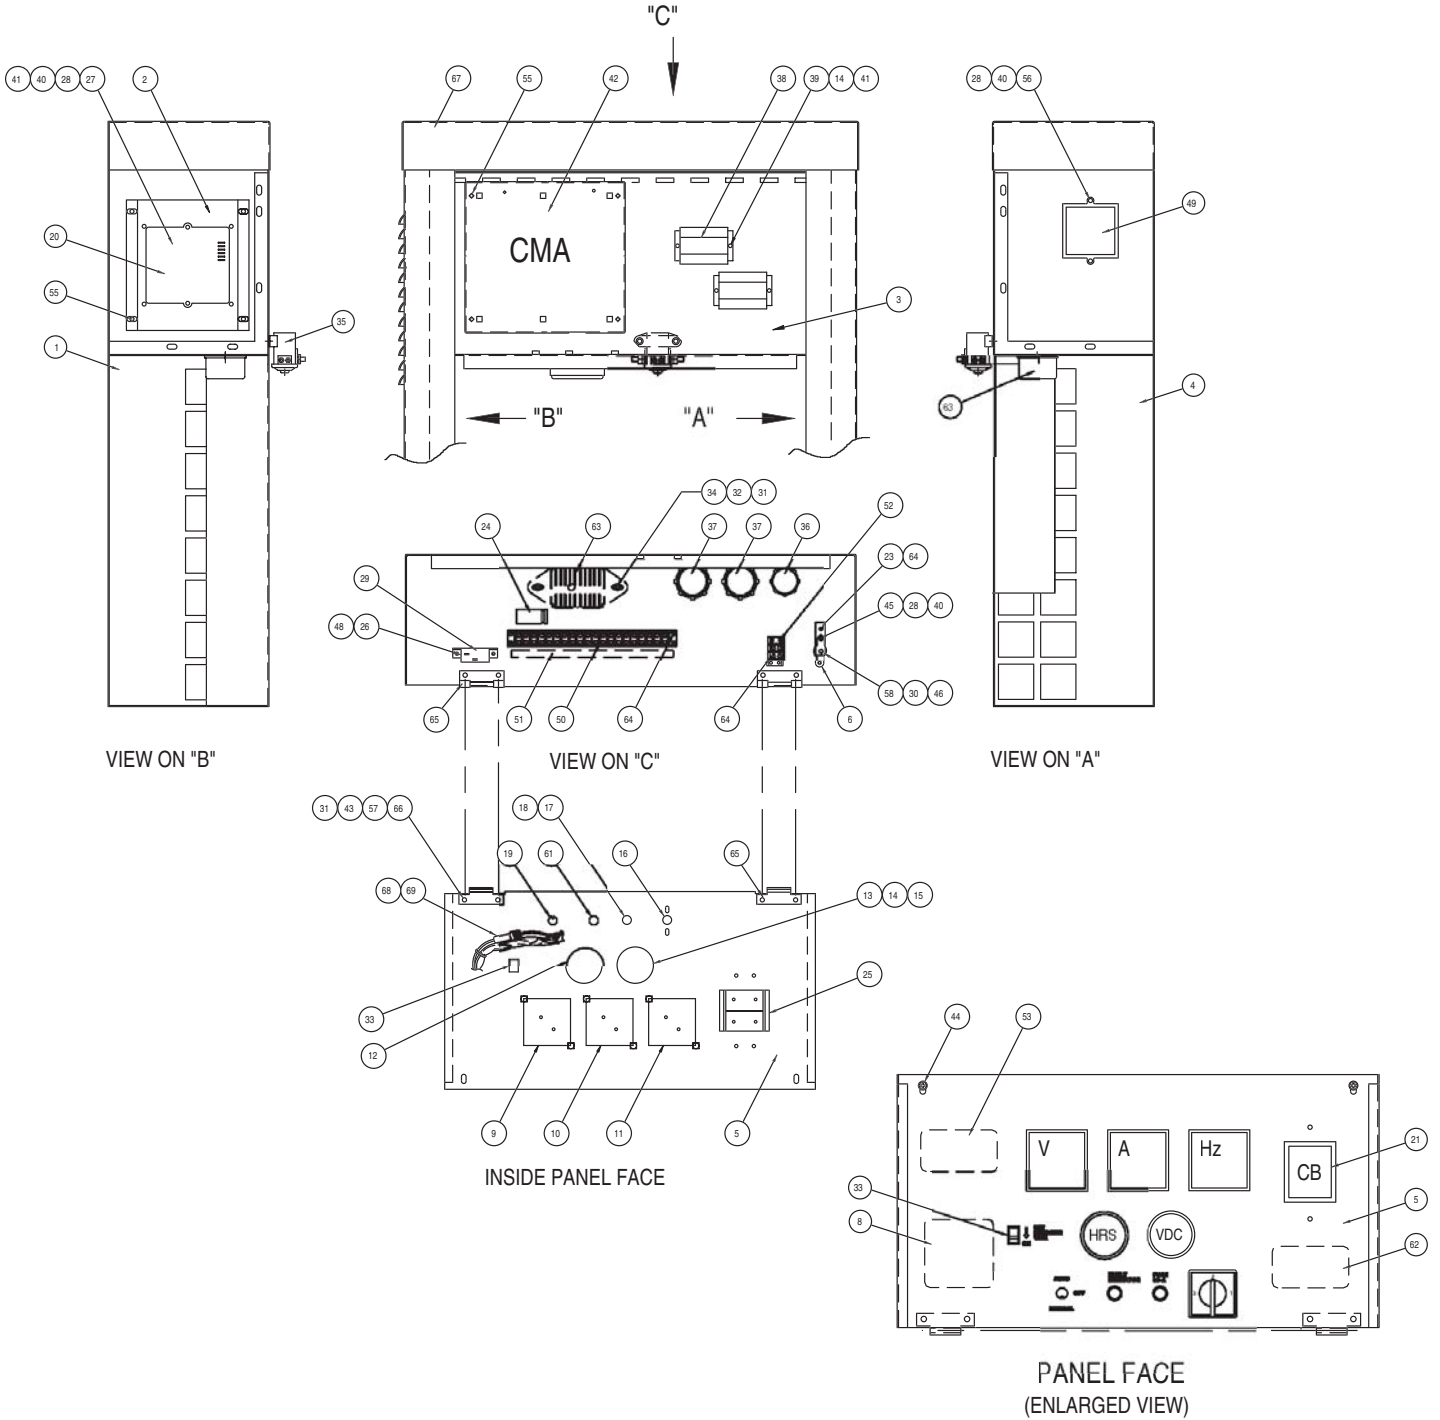 "C"
41 40 28 27 2 67 55 42 38 39 14 41 28 40 56
49
20
CMA
55
3
35
1
4
63
"B" "A"
34 32 31 52
24 63 37 37 36
23 64
29
45 28 40
48 26
58 30 46
65 51 50 64 64 6
VIEW ON "B" VIEW ON "C" VIEW ON "A"
31 43 57 66 18 17
19 61 16 65
68 69 13 14 15
25
33
12
44 53
9 10 11 5
V A Hz
CB 21
INSIDE PANEL FACE
33 5
8
HRS VDC
62
OFF
PANEL FACE
(ENLARGED VIEW)